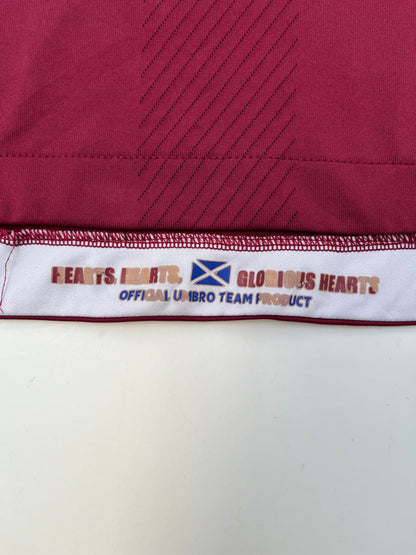 HEARTS, HEARTS, GLORIOUS HEARTS
OFFICIAL UMBRO TEAM PRODUCT